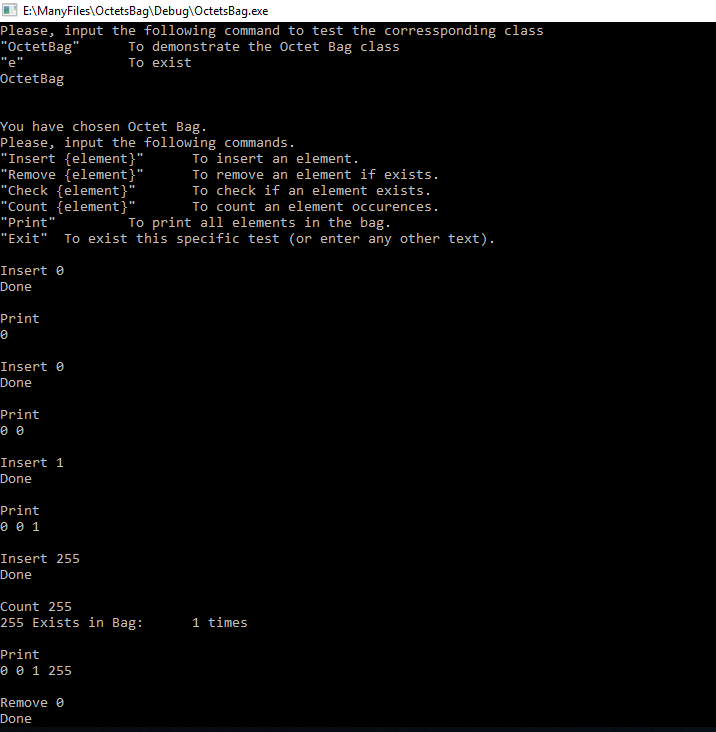 E:\ManyFiles\OctetsBag\Debug\OctetsBag.exe
Please, input the following command to test the corressponding class
"OctetBag"      To demonstrate the Octet Bag class
"e"             To exist
OctetBag
You have chosen Octet Bag.
Please, input the following commands.
"Insert {element}"      To insert an element.
"Remove {element}"      To remove an element if exists.
"Check {element}"       To check if an element exists.
"Count {element}"       To count an element occurences.
"Print"         To print all elements in the bag.
"Exit"  To exist this specific test (or enter any other text).
Insert 0
Done
Print
0
Insert 0
Done
Print
0 0
Insert 1
Done
Print
0 0 1
Insert 255
Done
Count 255
255 Exists in Bag:      1 times
Print
0 0 1 255
Remove 0
Done